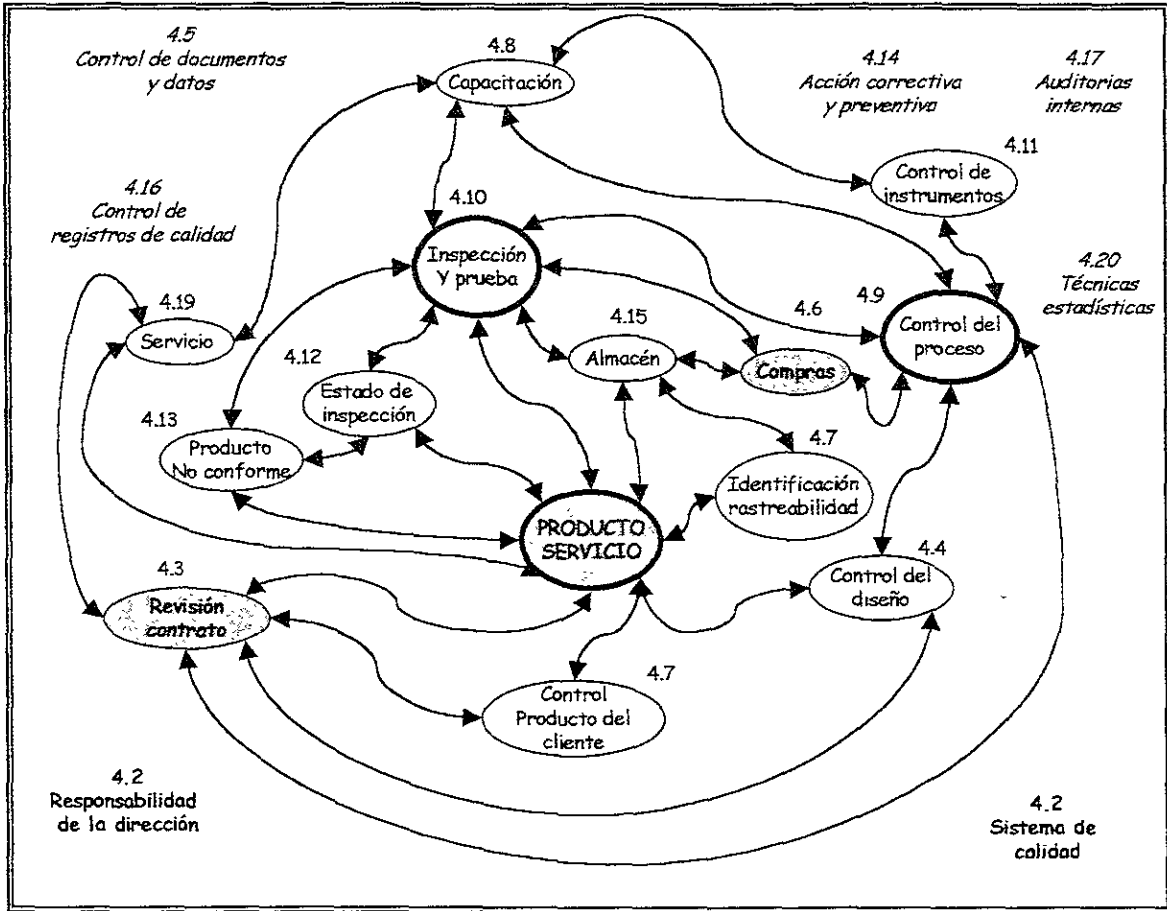 4.5
Control de documentos
y datos
4.8
Capacitación
4.14
Acción correctiva
y preventiva
4.17
Auditorias
internas
4.11
Control de
instrumentos
4.16
Control de
registros de calidad
4.10
Inspección
Y prueba
4.20
Técnicas
estadísticas
4.19
Servicio
4.6
4.9
Control del
proceso
4.15
Almacén
Compras
4.12
Estado de
inspección
4.13
Producto
No conforme
4.7
Identificación
rastreabilidad
PRODUCTO
SERVICIO
4.4
Control del
diseño
4.3
Revisión
contrato
4.7
Control
Producto del
cliente
4.2
Responsabilidad
de la dirección
4.2
Sistema de
calidad